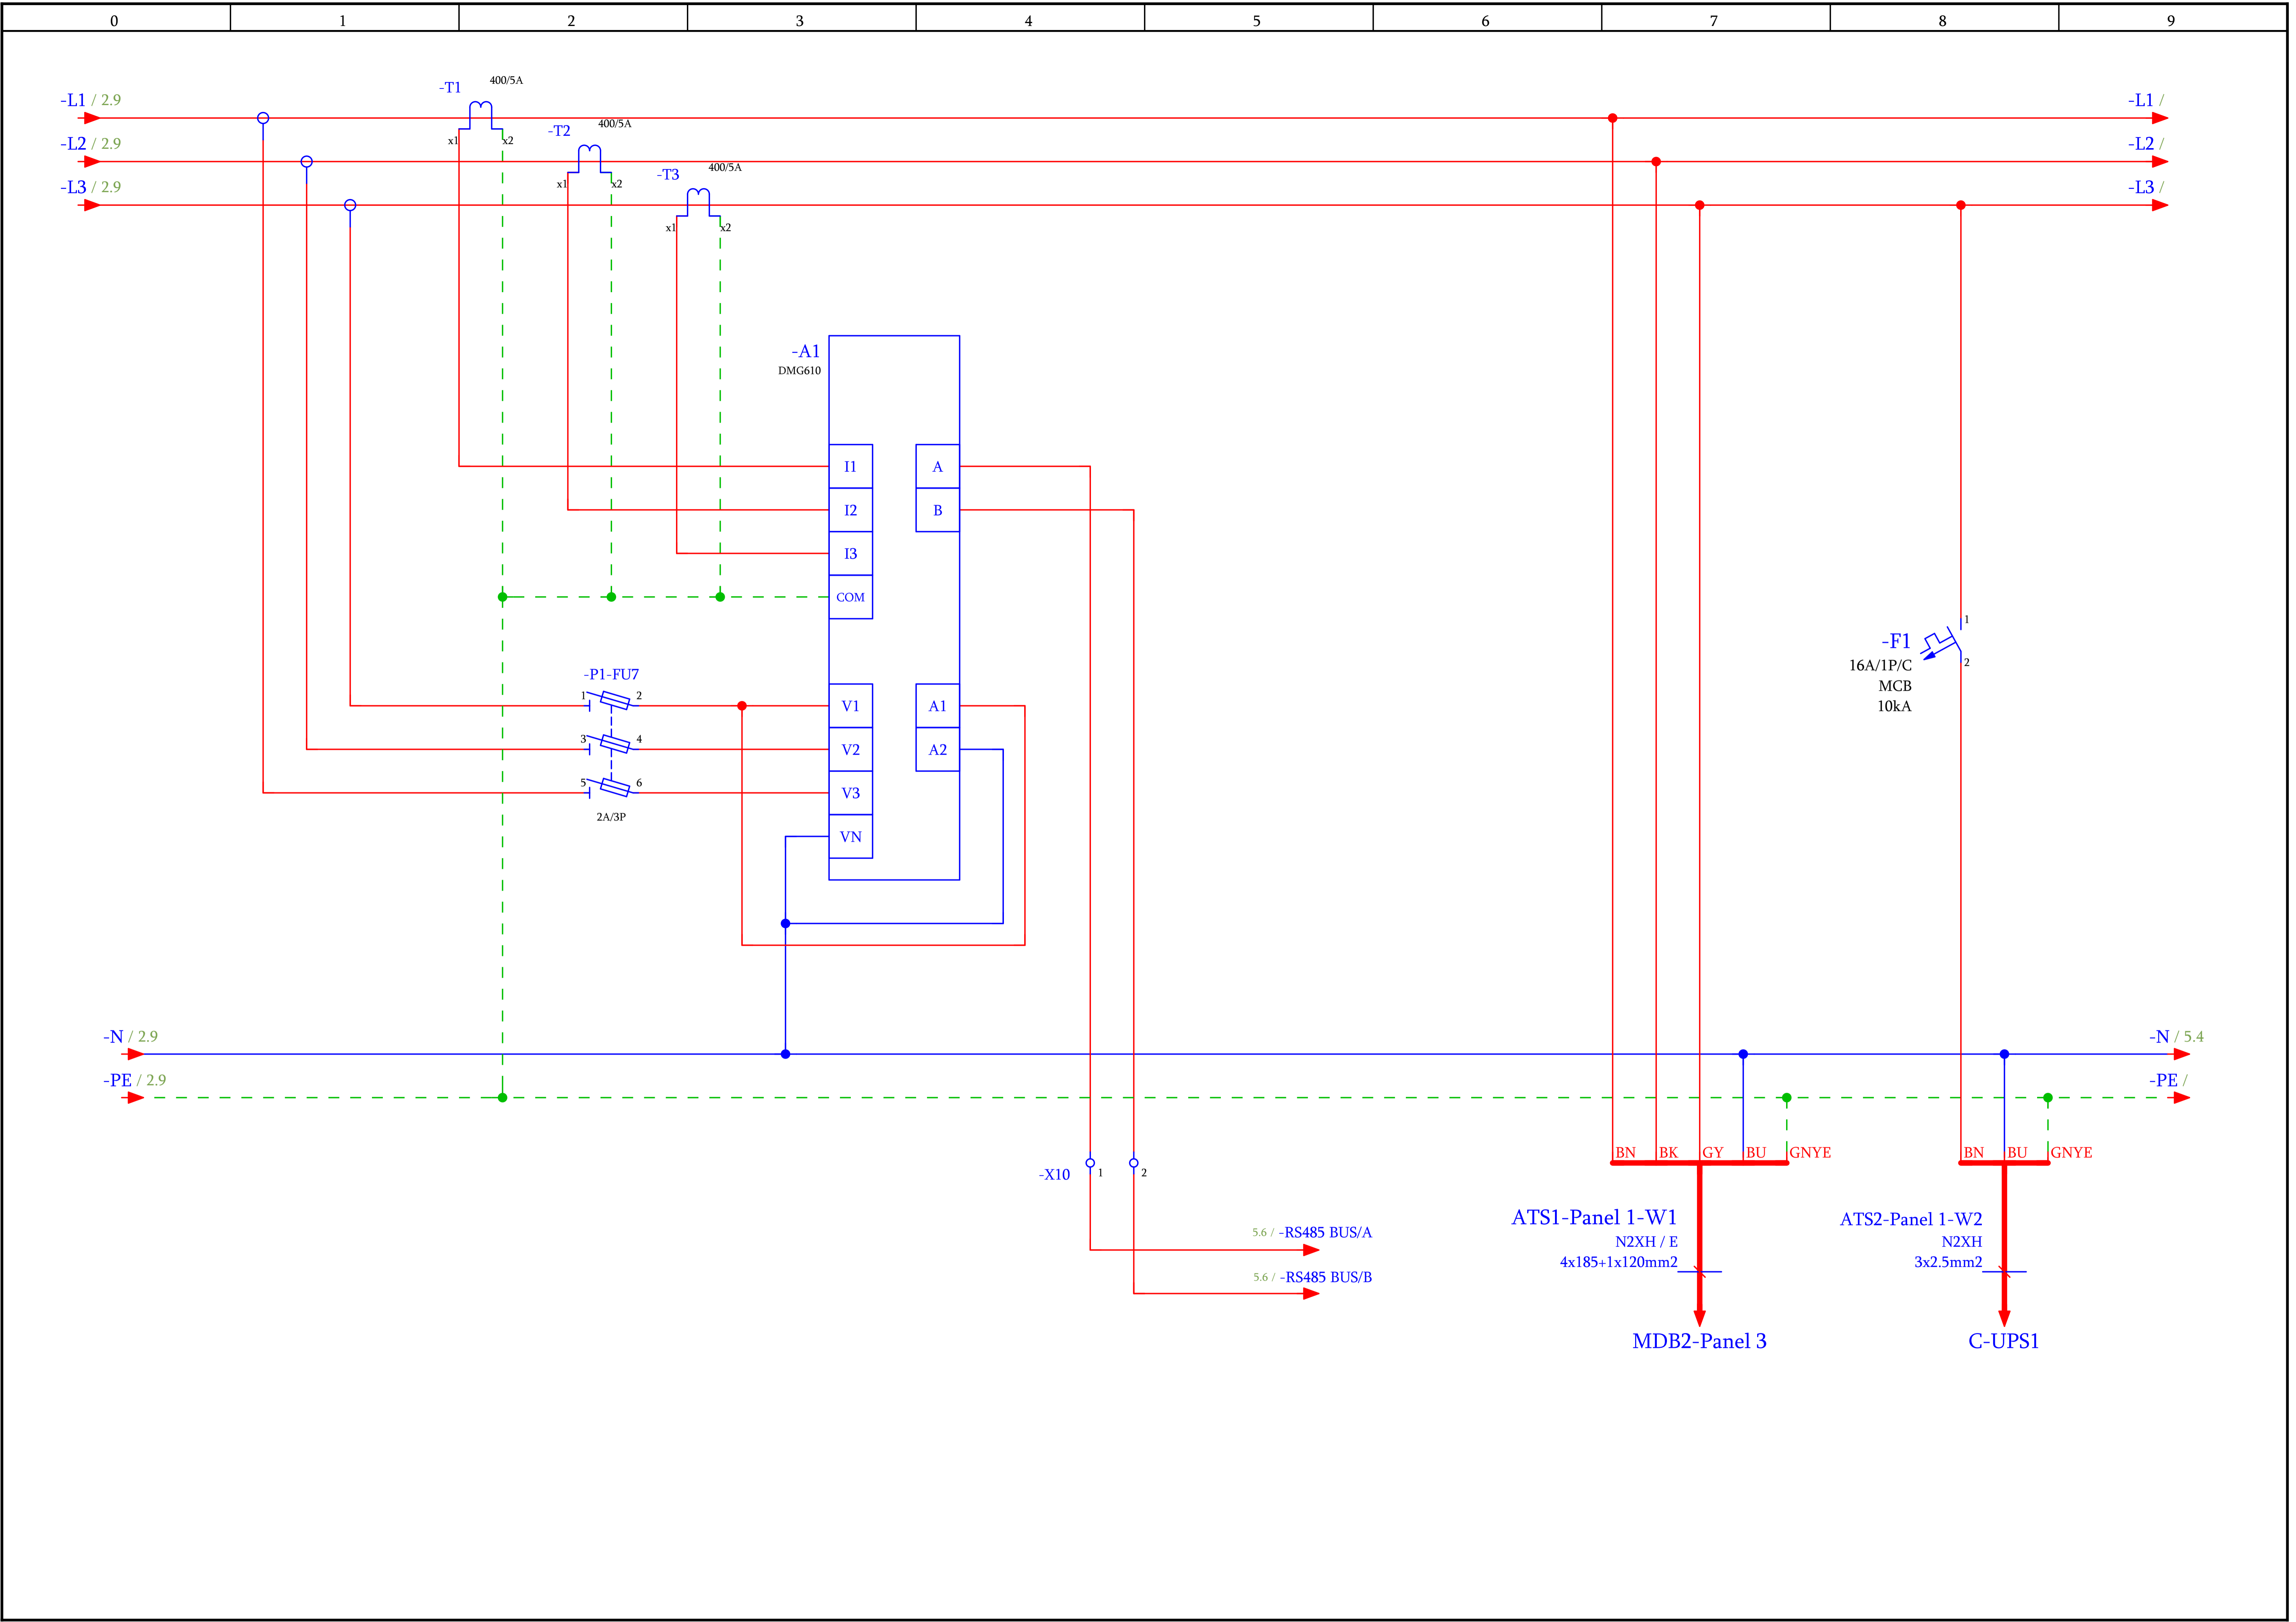 0 1 2 3 4 5 6 7 8 9
-T1 400/5A
-L1 / 2.9
-L1 /
x1 x2
-T2 400/5A
-L2 / 2.9
-L2 /
x1 x2
-T3 400/5A
-L3 / 2.9
-L3 /
x1 x2
-A1
DMG610
I1 A
I2 B
I3
COM
-P1-FU7
1 2
3 4
5 6
2A/3P
V1 A1
V2 A2
V3
VN
-F1
16A/1P/C
MCB
10kA
1
2
-N / 2.9
-N / 5.4
-PE / 2.9
-PE /
-X10 1 2
BN BK GY BU GNYE
BN BU GNYE
5.6 / -RS485 BUS/A
5.6 / -RS485 BUS/B
ATS1-Panel 1-W1
N2XH / E
4x185+1x120mm2
MDB2-Panel 3
ATS2-Panel 1-W2
N2XH
3x2.5mm2
C-UPS1